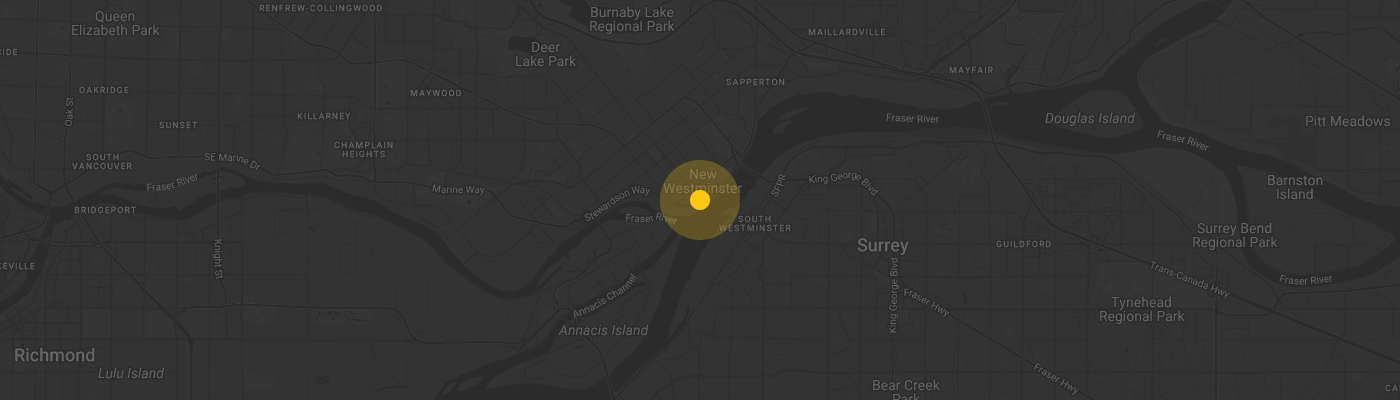 RENFREW-COLLINGWOOD
Queen
Elizabeth Park
Burnaby Lake
Regional Park
MAILLARDVILLE
Deer
Lake Park
SIDE
SAPPERTON
MAYFAIR
OAKRIDGE
MAYWOOD
Oak St
SUNSET
KILLARNEY
Fraser River
Douglas Island
Pitt Meadows
CHAMPLAIN
HEIGHTS
SOUTH
VANCOUVER
SE Marine Dr
Fraser River
Fraser River
Marine Way
Stewardson Way
New
Westminster
SFPR
King George Blvd
Barnston
Island
BRIDGEPORT
Fraser River
SOUTH
WESTMINSTER
Knight St
Surrey
GUILDFORD
Surrey Bend
Regional Park
KEVILLE
Annacis Channel
King George Blvd
Fraser Hwy
Trans-Canada Hwy
Fraser River
Tynehead
Regional Park
Annacis Island
Richmond
Lulu Island
Fraser Hwy
Bear Creek
Park
CA